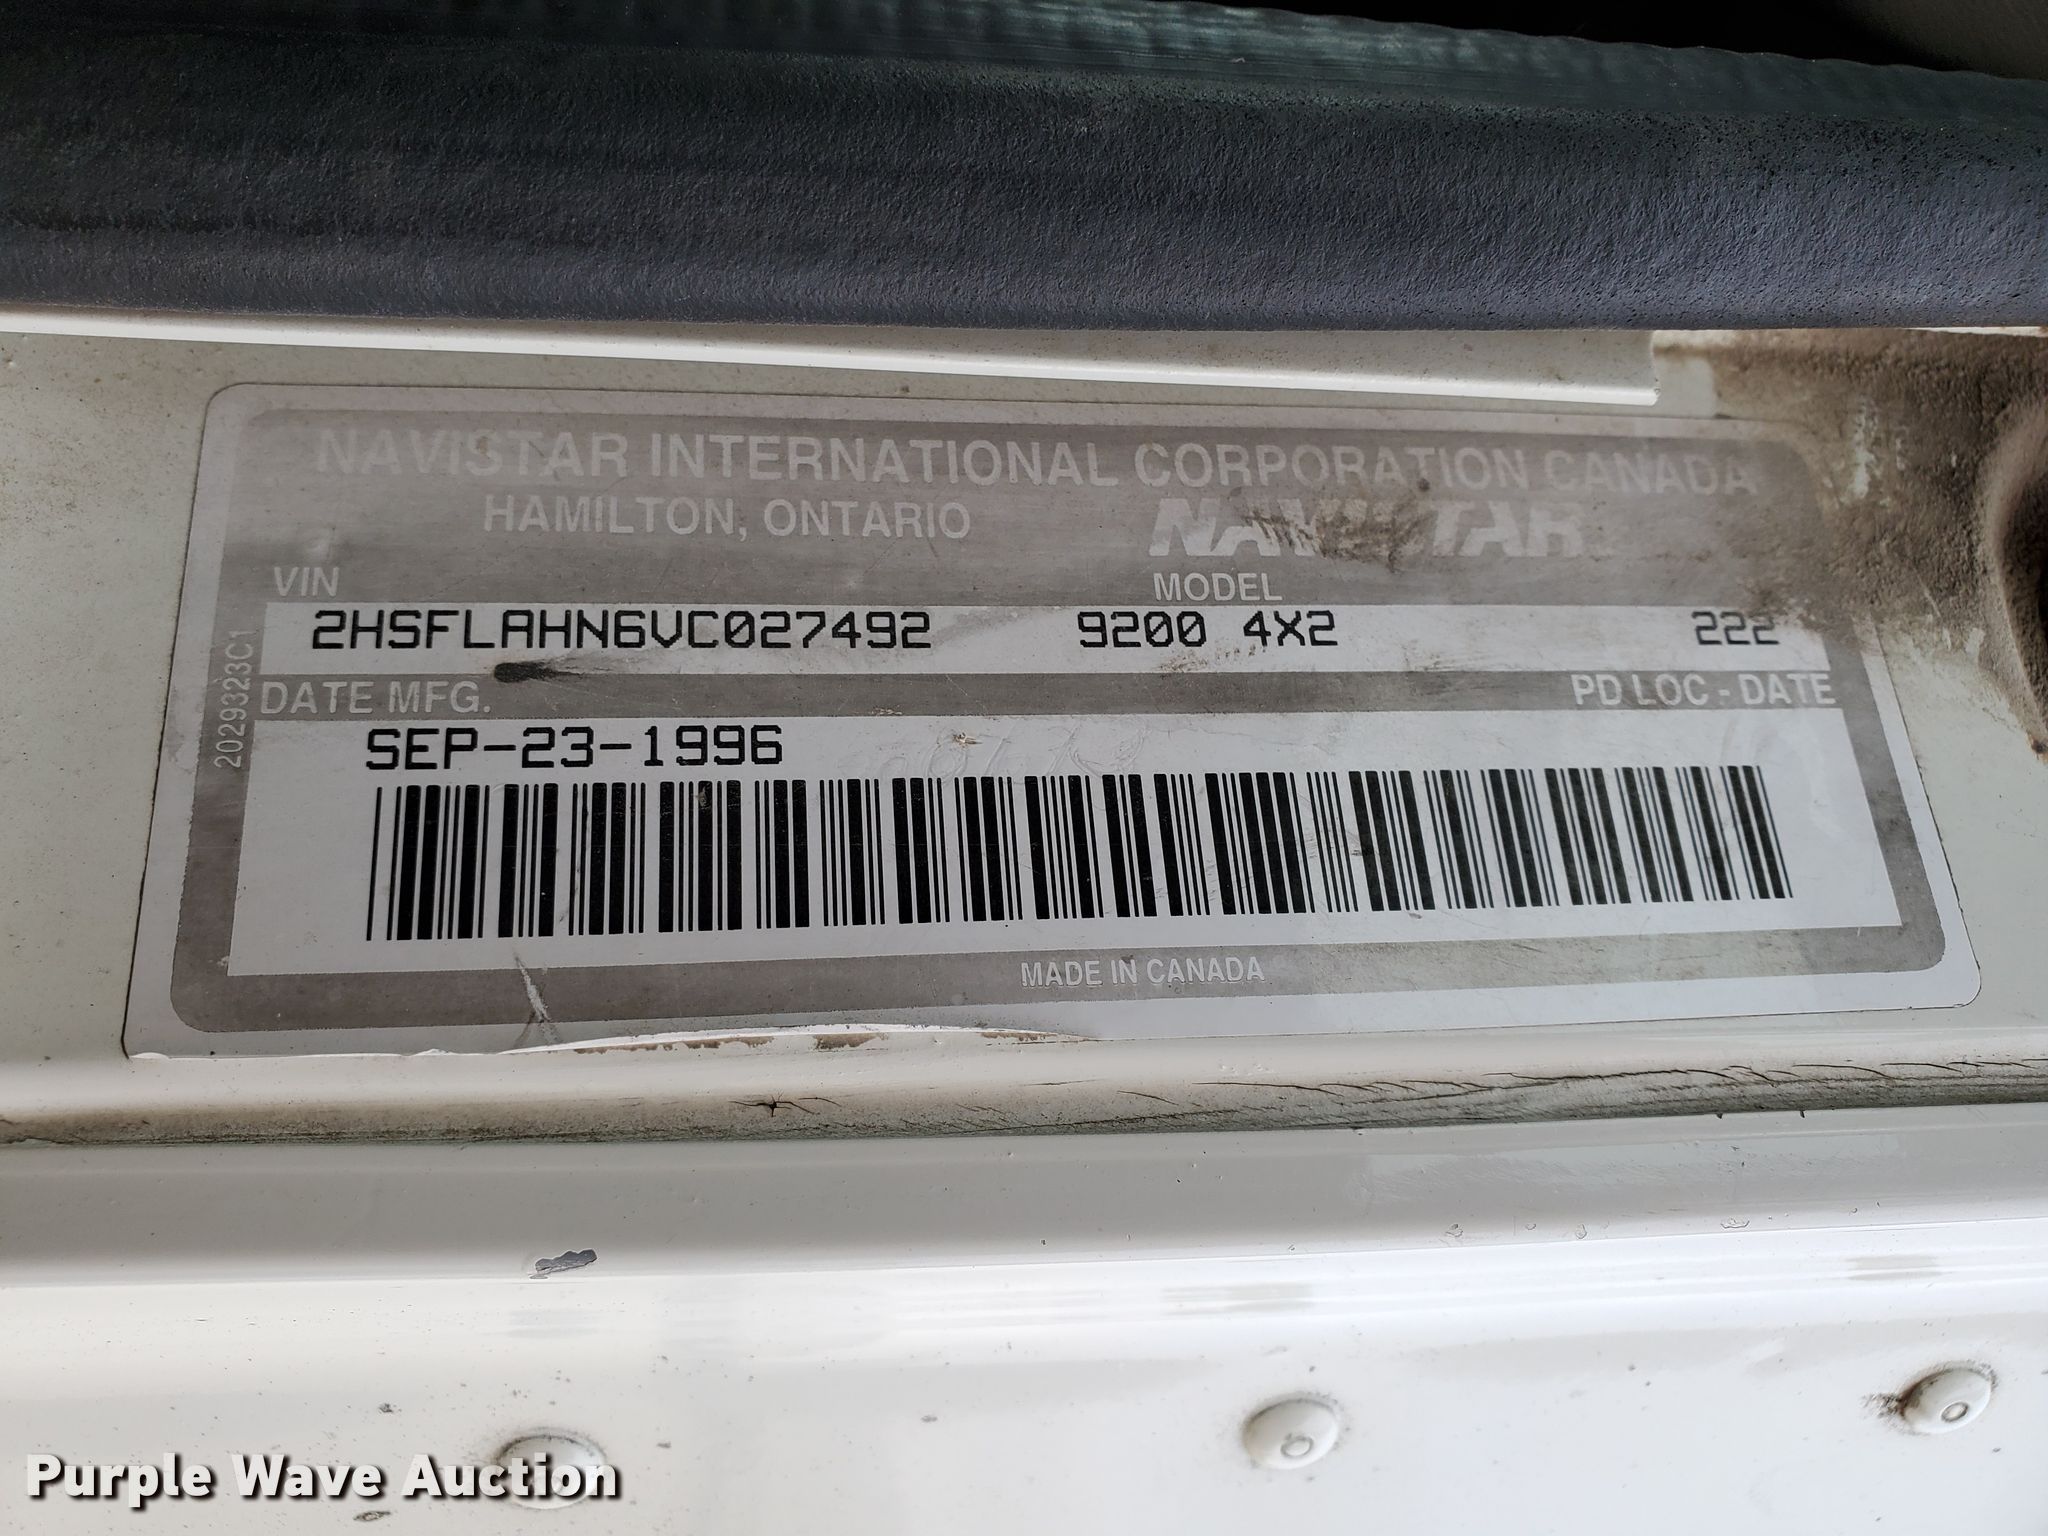 NAVISTAR INTERNATIONAL CORPORATION CANADA
HAMILTON, ONTARIO NAVISTAR
VIN MODEL
2HSFLAHN6VC027492 9200 4X2 222
DATE MFG. PD LOC - DATE
SEP-23-1996
2029323C1
MADE IN CANADA
Purple Wave Auction